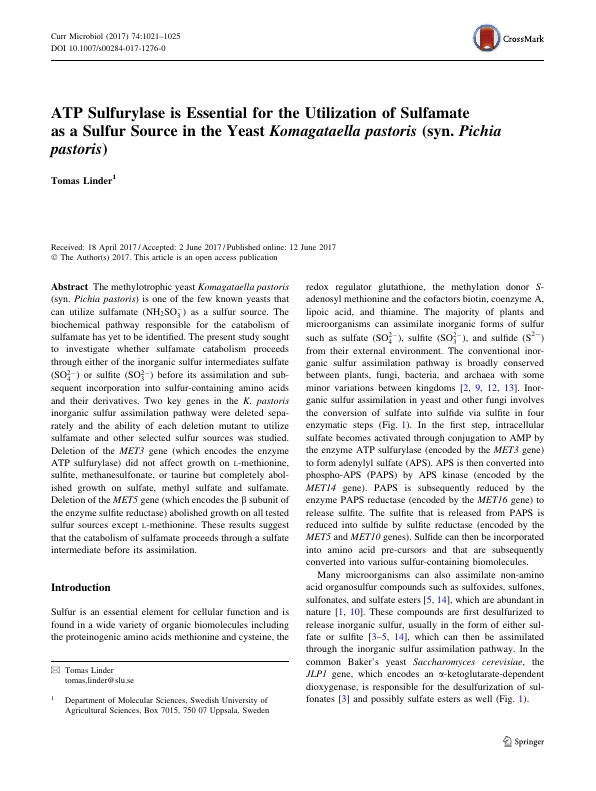 Curr Microbiol (2017) 74:1021–1025
DOI 10.1007/s00284-017-1276-0
CrossMark
ATP Sulfurylase is Essential for the Utilization of Sulfamate
as a Sulfur Source in the Yeast Komagataella pastoris (syn. Pichia
pastoris)
Tomas Linder¹
Received: 18 April 2017 / Accepted: 2 June 2017 / Published online: 12 June 2017
© The Author(s) 2017. This article is an open access publication
Abstract The methylotrophic yeast Komagataella pastoris
(syn. Pichia pastoris) is one of the few known yeasts that
can utilize sulfamate (NH₂SO₃⁻) as a sulfur source. The
biochemical pathway responsible for the catabolism of
sulfamate has yet to be identified. The present study sought
to investigate whether sulfamate catabolism proceeds
through either of the inorganic sulfur intermediates sulfate
(SO₄²⁻) or sulfite (SO₃²⁻) before its assimilation and sub-
sequent incorporation into sulfur-containing amino acids
and their derivatives. Two key genes in the K. pastoris
inorganic sulfur assimilation pathway were deleted sepa-
rately and the ability of each deletion mutant to utilize
sulfamate and other selected sulfur sources was studied.
Deletion of the MET3 gene (which encodes the enzyme
ATP sulfurylase) did not affect growth on L-methionine,
sulfite, methanesulfonate, or taurine but completely abol-
ished growth on sulfate, methyl sulfate and sulfamate.
Deletion of the MET5 gene (which encodes the β subunit of
the enzyme sulfite reductase) abolished growth on all tested
sulfur sources except L-methionine. These results suggest
that the catabolism of sulfamate proceeds through a sulfate
intermediate before its assimilation.
Introduction
Sulfur is an essential element for cellular function and is
found in a wide variety of organic biomolecules including
the proteinogenic amino acids methionine and cysteine, the
✉ Tomas Linder
tomas.linder@slu.se
¹ Department of Molecular Sciences, Swedish University of
Agricultural Sciences, Box 7015, 750 07 Uppsala, Sweden
redox regulator glutathione, the methylation donor S-
adenosyl methionine and the cofactors biotin, coenzyme A,
lipoic acid, and thiamine. The majority of plants and
microorganisms can assimilate inorganic forms of sulfur
such as sulfate (SO₄²⁻), sulfite (SO₃²⁻), and sulfide (S²⁻)
from their external environment. The conventional inor-
ganic sulfur assimilation pathway is broadly conserved
between plants, fungi, bacteria, and archaea with some
minor variations between kingdoms [2, 9, 12, 13]. Inor-
ganic sulfur assimilation in yeast and other fungi involves
the conversion of sulfate into sulfide via sulfite in four
enzymatic steps (Fig. 1). In the first step, intracellular
sulfate becomes activated through conjugation to AMP by
the enzyme ATP sulfurylase (encoded by the MET3 gene)
to form adenylyl sulfate (APS). APS is then converted into
phospho-APS (PAPS) by APS kinase (encoded by the
MET14 gene). PAPS is subsequently reduced by the
enzyme PAPS reductase (encoded by the MET16 gene) to
release sulfite. The sulfite that is released from PAPS is
reduced into sulfide by sulfite reductase (encoded by the
MET5 and MET10 genes). Sulfide can then be incorporated
into amino acid pre-cursors and that are subsequently
converted into various sulfur-containing biomolecules.
Many microorganisms can also assimilate non-amino
acid organosulfur compounds such as sulfoxides, sulfones,
sulfonates, and sulfate esters [5, 14], which are abundant in
nature [1, 10]. These compounds are first desulfurized to
release inorganic sulfur, usually in the form of either sul-
fate or sulfite [3–5, 14], which can then be assimilated
through the inorganic sulfur assimilation pathway. In the
common Baker's yeast Saccharomyces cerevisiae, the
JLP1 gene, which encodes an α-ketoglutarate-dependent
dioxygenase, is responsible for the desulfurization of sul-
fonates [3] and possibly sulfate esters as well (Fig. 1).
Springer